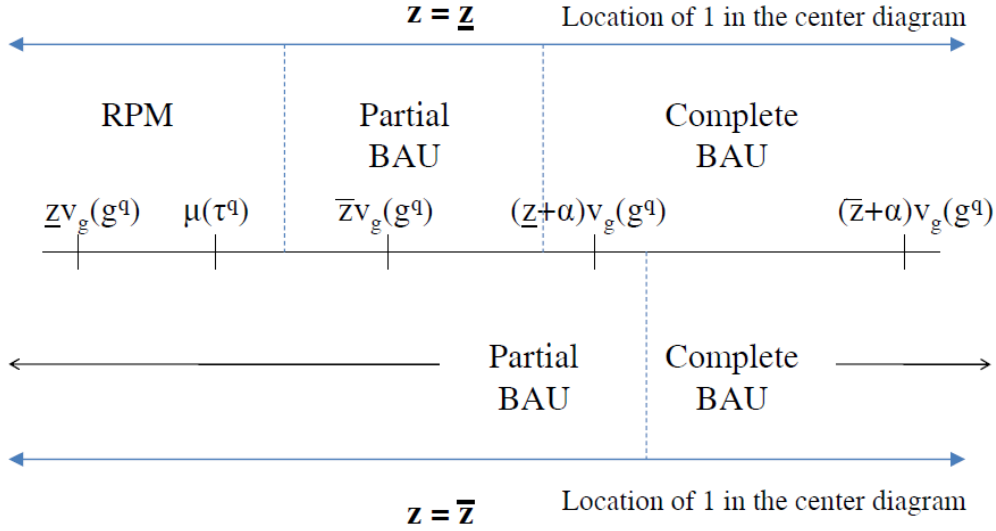 z = z̲ Location of 1 in the center diagram
RPM Partial Complete
BAU BAU
z̲v_g(g^q) μ(τ^q) z̅v_g(g^q) (z̲+α)v_g(g^q) (z̅+α)v_g(g^q)
Partial Complete
BAU BAU
z = z̅ Location of 1 in the center diagram